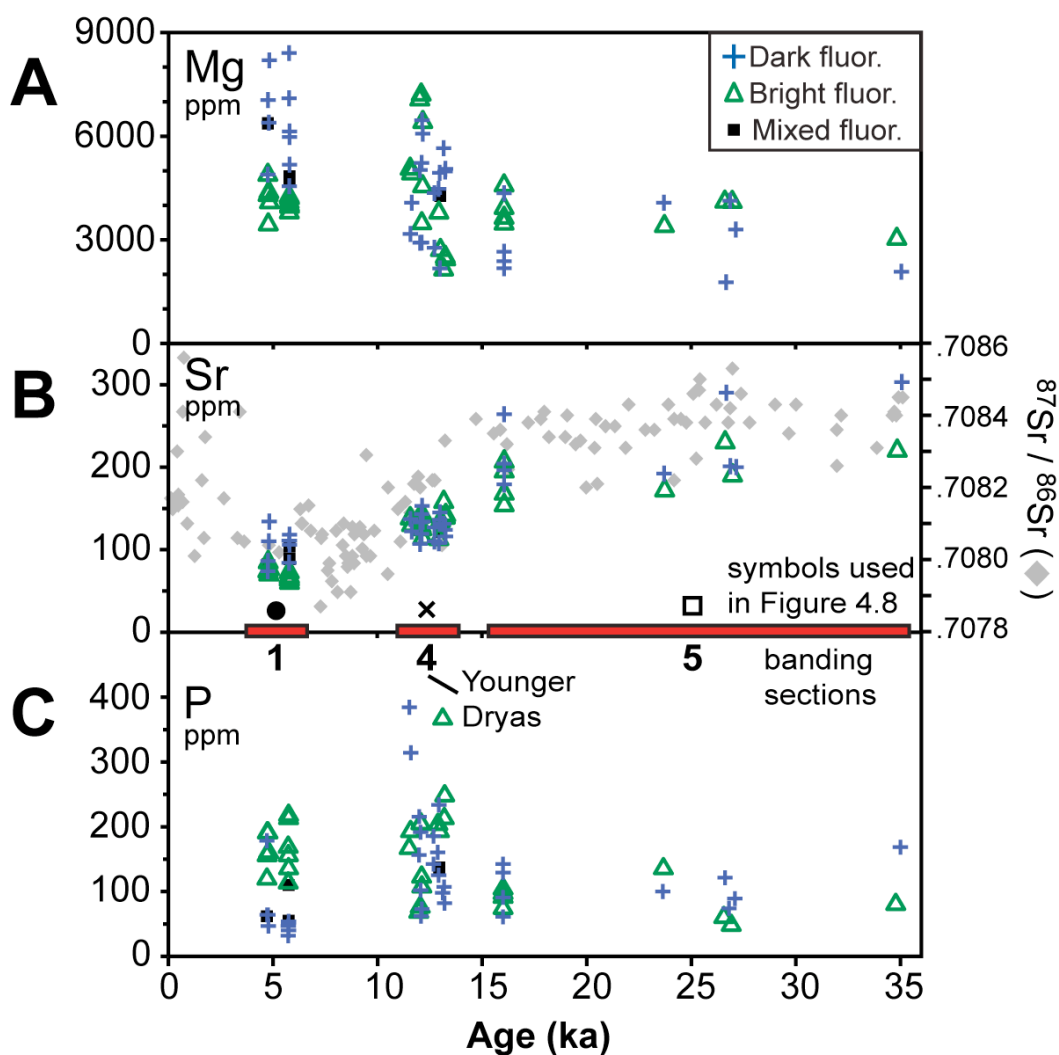 A
Mg
ppm
9000
6000
3000
0
Dark fluor.
Bright fluor.
Mixed fluor.
B
Sr
ppm
300
200
100
0
.7086
.7084
.7082
.7080
.7078
87Sr / 86Sr (◆)
symbols used
in Figure 4.8
1
4
5
banding
sections
C
P
ppm
Younger
Dryas
400
300
200
100
0
0 5 10 15 20 25 30 35
Age (ka)